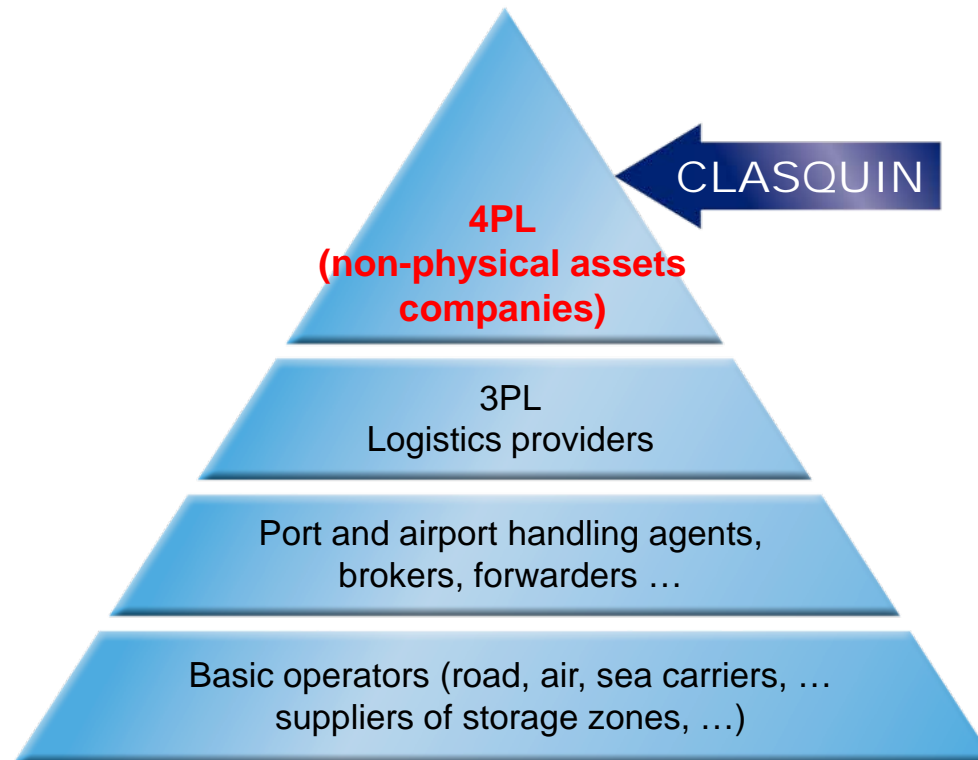 CLASQUIN
4PL
(non-physical assets
companies)
3PL
Logistics providers
Port and airport handling agents,
brokers, forwarders …
Basic operators (road, air, sea carriers, …
suppliers of storage zones, …)